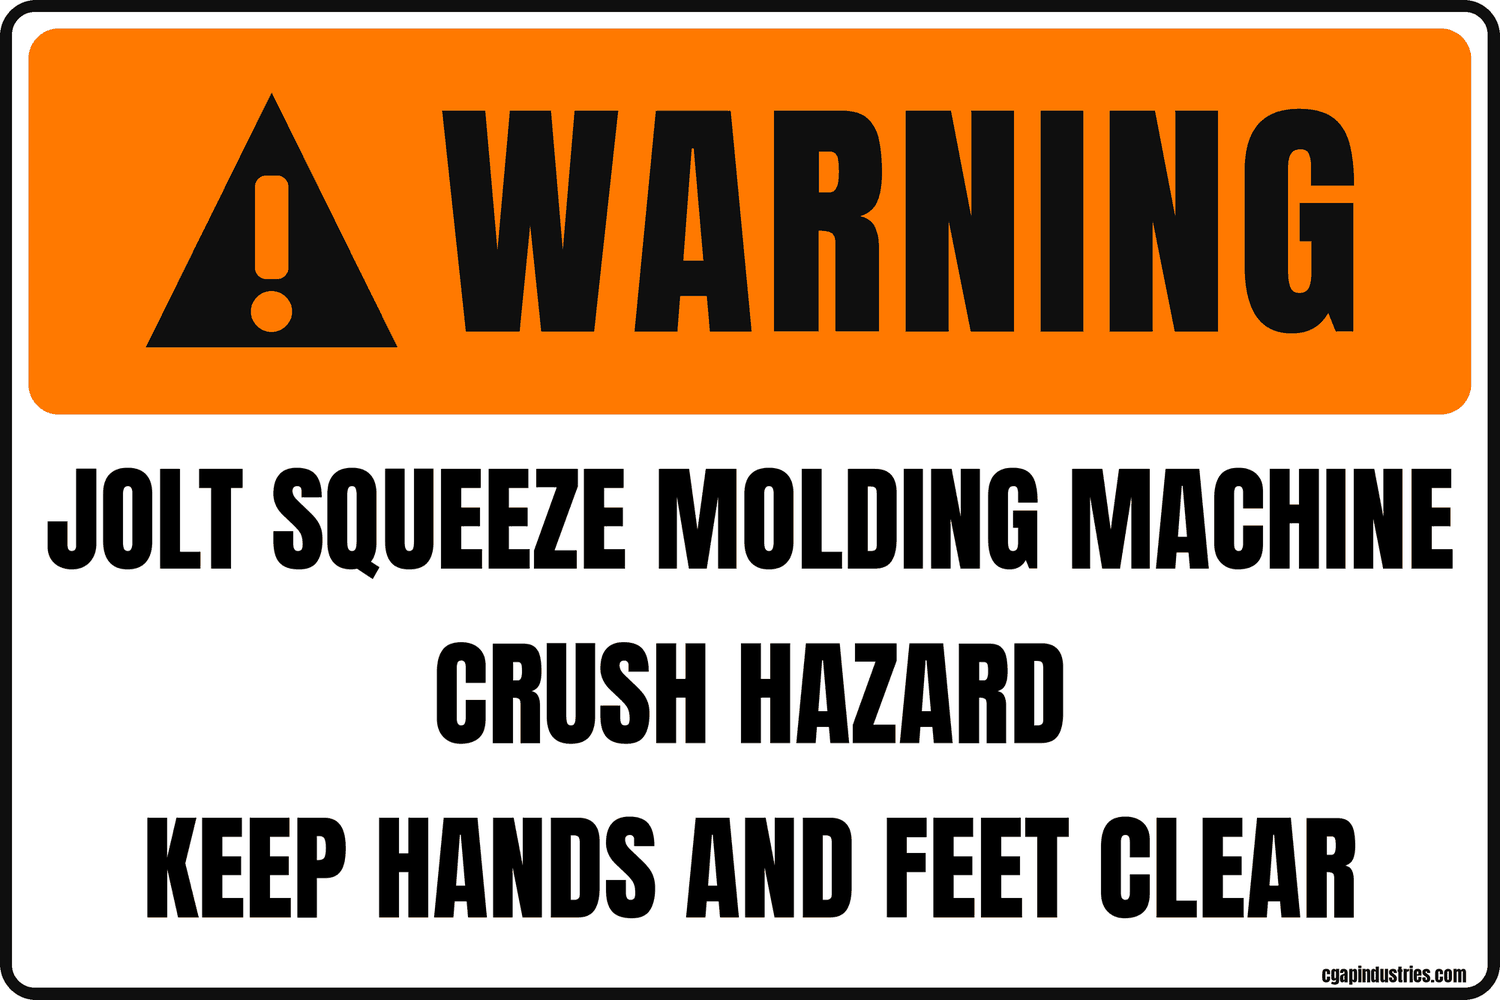 WARNING
JOLT SQUEEZE MOLDING MACHINE
CRUSH HAZARD
KEEP HANDS AND FEET CLEAR
cgapindustries.com